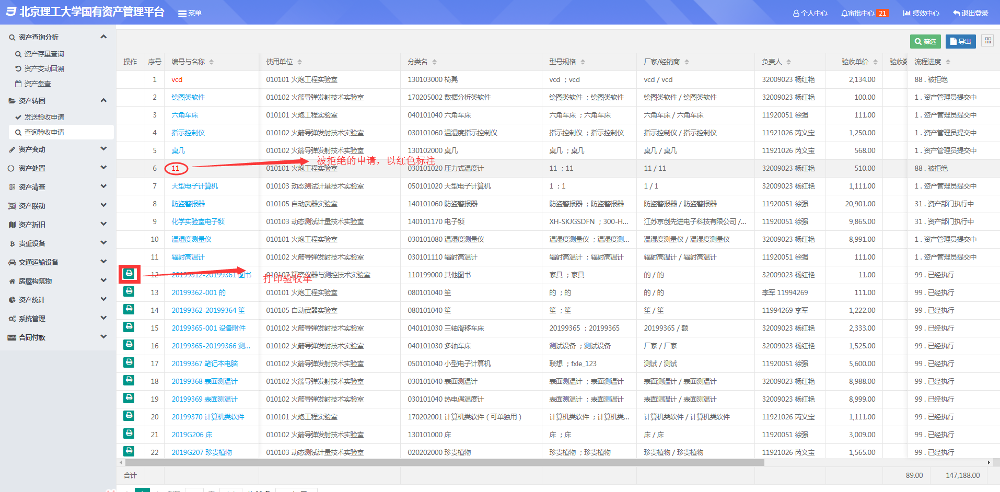 北京理工大学国有资产管理平台 菜单 个人中心 审批中心 21 绩效中心 退出登录
资产查询分析
资产存量查询
资产变动回溯
资产盘查
资产转固
发送验收申请
查询验收申请
资产变动
资产处置
资产清查
资产联动
资产折旧
贵重设备
交通运输设备
房屋构筑物
资产统计
系统管理
合同付款
筛选 导出
操作 序号 编号与名称 使用单位 分类名 型号规格 厂家/经销商 负责人 验收单价 验收数 流程进度
1 vcd 010101 火炮工程实验室 130103000 椅凳 vcd ；vcd vcd / vcd 32009023 杨红艳 2,134.00 88 . 被拒绝
2 绘图类软件 010102 火箭导弹发射技术实验室 170205002 数据分析类软件 绘图类软件 ；绘图类软件 绘图类软件 / 绘图类软件 32009023 杨红艳 100.00 1 . 资产管理员提交中
3 六角车床 010101 火炮工程实验室 040101040 六角车床 六角车床 ；六角车床 六角车床 / 六角车床 11920051 徐强 111.00 1 . 资产管理员提交中
4 指示控制仪 010102 火箭导弹发射技术实验室 030101060 温湿度指示控制仪 指示控制仪 ；指示控制仪 指示控制仪 / 指示控制仪 11921026 芮义宝 1,250.00 1 . 资产管理员提交中
5 桌几 010102 火箭导弹发射技术实验室 130102000 桌几 桌几 ；桌几 桌几 / 桌几 11921026 芮义宝 568.00 1 . 资产管理员提交中
被拒绝的申请，以红色标注
6 11 010101 火炮工程实验室 030101020 压力式温度计 11 ；11 11 / 11 32009023 杨红艳 510.00 88 . 被拒绝
7 大型电子计算机 010103 动态测试计量技术实验室 050101020 大型电子计算机 1 ；1 1 / 1 32009023 杨红艳 1,111.00 1 . 资产管理员提交中
8 防盗警报器 010105 自动武器实验室 140101060 防盗警报器 防盗警报器 ；防盗警报器 防盗警报器 / 防盗警报器 11920051 徐强 20,901.00 31 . 资产部门执行中
9 化学实验室电子锁 010103 动态测试计量技术实验室 140101170 电子锁 XH-SKJGSDFN ；300-H... 江苏京创先进电子科技有限公司 /... 11920051 徐强 9,865.00 31 . 资产部门执行中
10 温湿度测量仪 010101 火炮工程实验室 030101080 温湿度测量仪 温湿度测量仪 ；温湿度测... 温湿度测量仪 / 温湿度测量仪 32009023 杨红艳 8,991.00 1 . 资产管理员提交中
11 辐射高温计 010102 火箭导弹发射技术实验室 030101110 辐射高温计 辐射高温计 ；辐射高温计 辐射高温计 / 辐射高温计 11920051 徐强 111.00 1 . 资产管理员提交中
12 20199312-20199361 图书 010107 精密仪器与测控技术实验室 110199000 其他图书 家具 ；家具 的 / 的 32009023 杨红艳 11.00 99 . 已经执行
打印验收单
13 20199362-001 的 010101 火炮工程实验室 080101040 笙 的 ；的 的 / 的 李军 11994269 111.00 99 . 已经执行
14 20199362-20199364 笙 010105 自动武器实验室 080101040 笙 笙 ；笙 笙 / 笙 11994269 李军 1,222.00 99 . 已经执行
15 20199365-001 设备附件 010102 火箭导弹发射技术实验室 040101030 三轴滑移车床 20199365 ；20199365 20199365 / 额 32009023 杨红艳 2,333.00 99 . 已经执行
16 20199365-20199366 测... 010102 火箭导弹发射技术实验室 040101030 多轴车床 测试设备 ；测试设备 厂家 / 厂家 32009023 杨红艳 1,525.00 99 . 已经执行
17 20199367 笔记本电脑 010102 火箭导弹发射技术实验室 050101040 小型电子计算机 联想 ；fxle_123 测试 / 测试 11920051 徐强 5,600.00 99 . 已经执行
18 20199368 表面测温计 010102 火箭导弹发射技术实验室 030101040 表面测温计 表面测温计 ；表面测温计 表面测温计 / 表面测温计 32009023 杨红艳 8,988.00 99 . 已经执行
19 20199369 表面测温计 010102 火箭导弹发射技术实验室 030101040 热电偶温度计 表面测温计 ；表面测温计 表面测温计 / 表面测温计 32009023 杨红艳 8,999.00 99 . 已经执行
20 20199370 计算机类软件 010101 火炮工程实验室 170202001 计算机类软件（可单独用） 计算机类软件 ；计算机类... 计算机类软件 / 计算机类软件 11921026 芮义宝 1,111.00 99 . 已经执行
21 2019G206 床 010102 火箭导弹发射技术实验室 130101000 床 床 ；床 床 / 床 11920051 徐强 3,009.00 99 . 已经执行
22 2019G207 珍贵植物 010103 动态测试计量技术实验室 020202000 珍贵植物 珍贵植物 ；珍贵植物 珍贵植物 / 珍贵植物 11921026 芮义宝 1,565.00 99 . 已经执行
合计 89.00 147,188.00